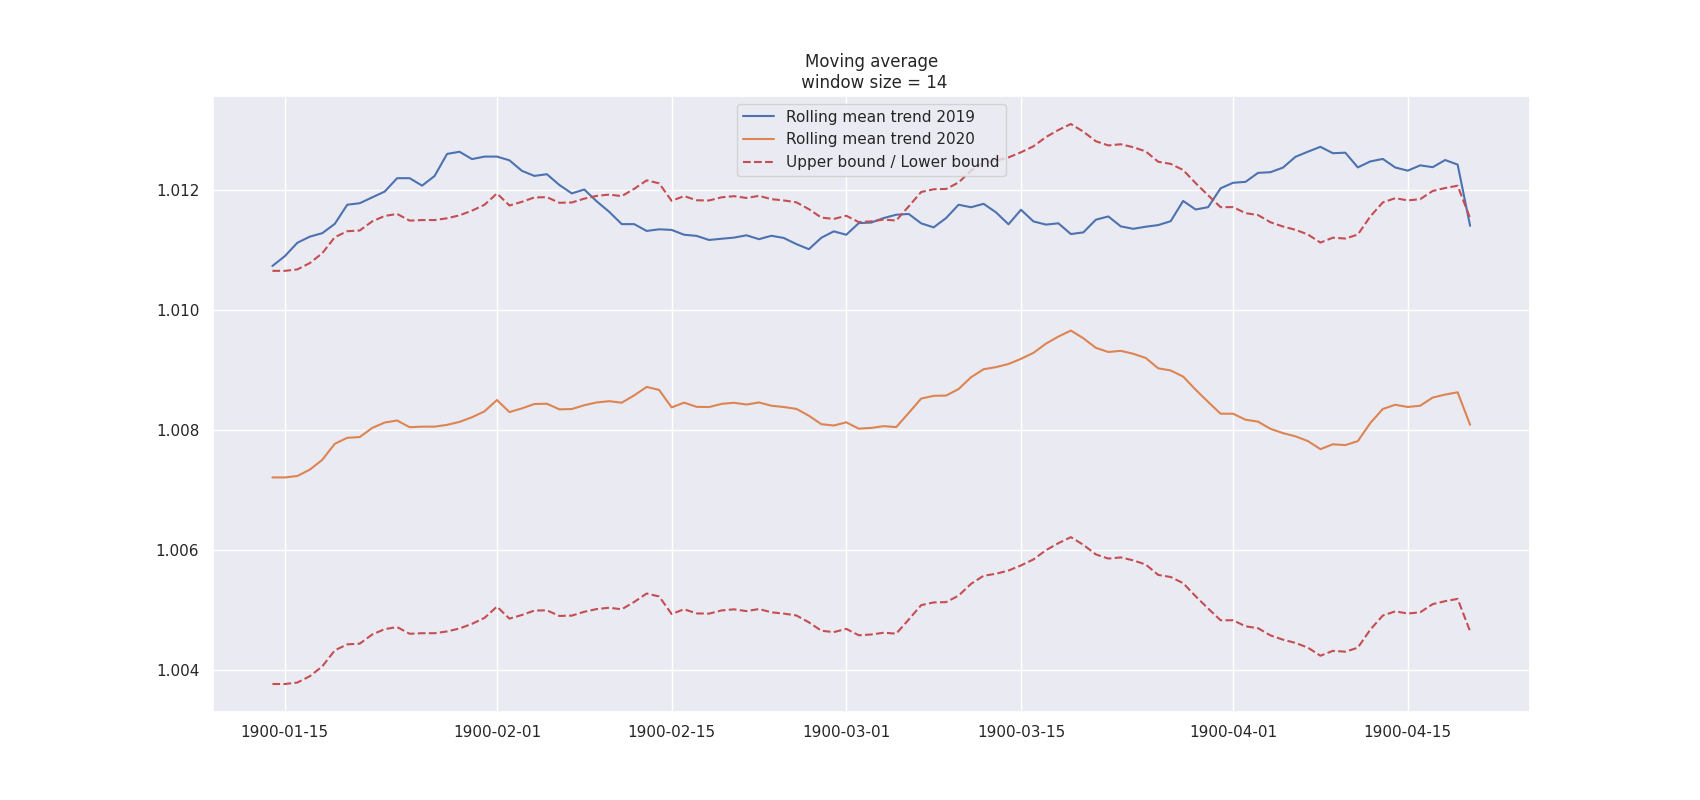 Moving average
window size = 14
Rolling mean trend 2019
Rolling mean trend 2020
Upper bound / Lower bound
1.012
1.010
1.008
1.006
1.004
1900-01-15
1900-02-01
1900-02-15
1900-03-01
1900-03-15
1900-04-01
1900-04-15